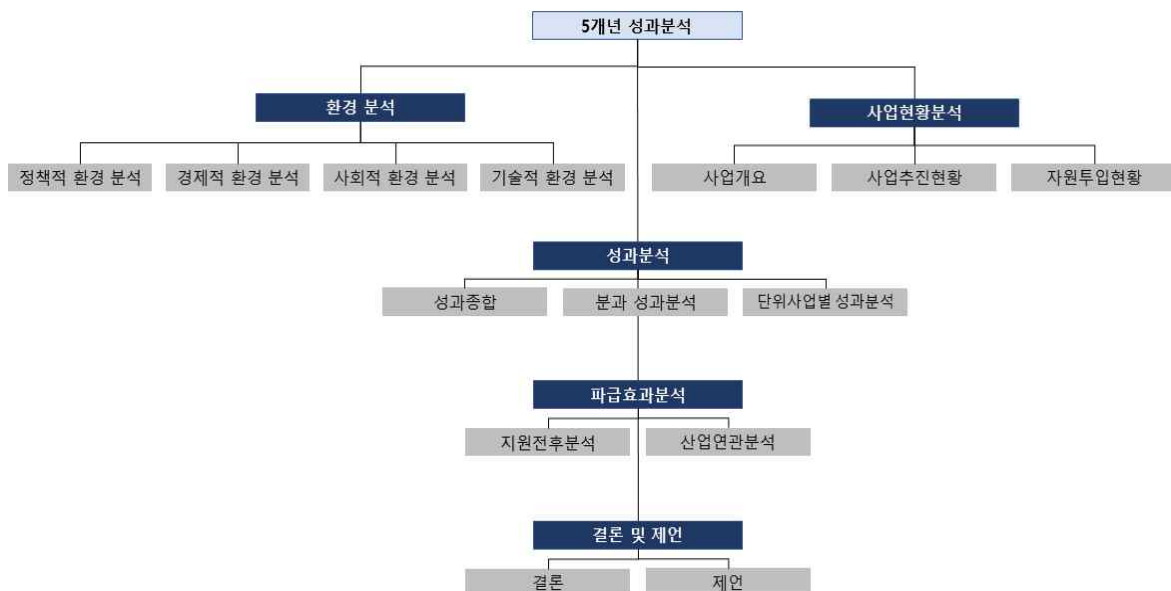 5개년 성과분석
환경 분석
사업현황분석
정책적 환경 분석
경제적 환경 분석
사회적 환경 분석
기술적 환경 분석
사업개요
사업추진현황
자원투입현황
성과분석
성과종합
분과 성과분석
단위사업별 성과분석
파급효과분석
지원전후분석
산업연관분석
결론 및 제언
결론
제언